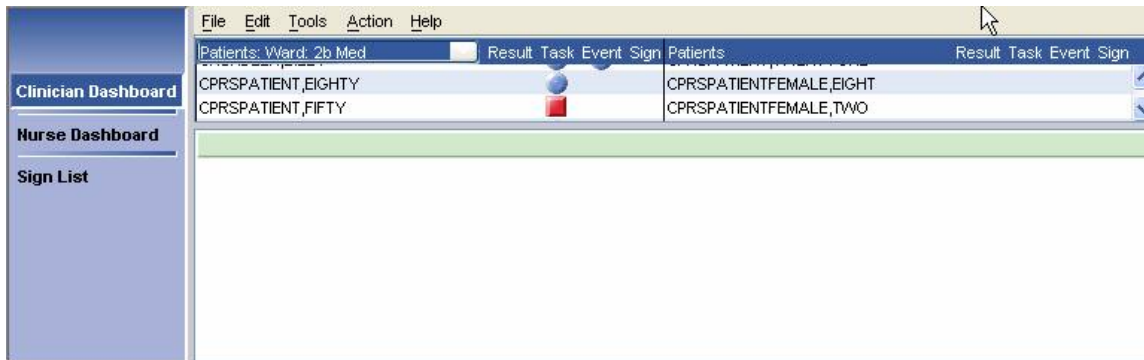 File Edit Tools Action Help
Patients: Ward: 2b Med Result Task Event Sign Patients Result Task Event Sign
CPRSPATIENT,EIGHTY CPRSPATIENTFEMALE,EIGHT
CPRSPATIENT,FIFTY CPRSPATIENTFEMALE,TWO
Clinician Dashboard
Nurse Dashboard
Sign List